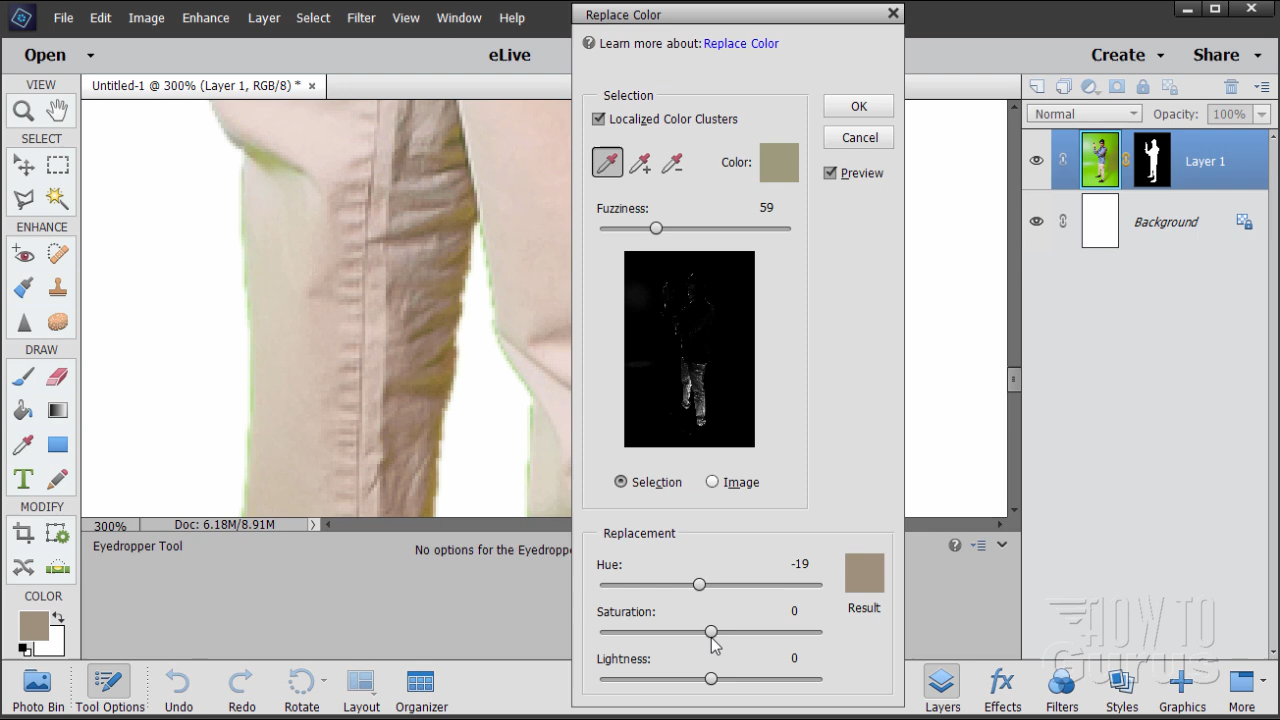 File Edit Image Enhance Layer Select Filter View Window Help
Open eLive Create Share
Untitled-1 @ 300% (Layer 1, RGB/8) *
VIEW
SELECT
ENHANCE
DRAW
T
MODIFY
COLOR
Replace Color
Learn more about: Replace Color
Selection
Localized Color Clusters
Color:
Fuzziness: 59
Selection Image
OK
Cancel
Preview
Replacement
Hue: -19
Saturation: 0
Lightness: 0
Result
Normal Opacity: 100%
Layer 1
Background
300% Doc: 6.18M/8.91M
Eyedropper Tool
No options for the Eyedroppe
HOW TO
Gurus
Photo Bin Tool Options Undo Redo Rotate Layout Organizer
Layers Effects Filters Styles Graphics More
fx